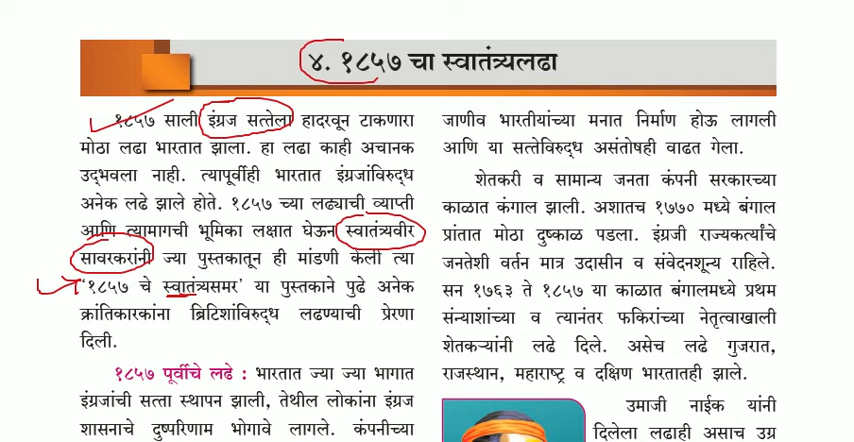 ४. १८५७ चा स्वातंत्र्यलढा
१८५७ साली इंग्रज सत्तेला हादरवून टाकणारा
मोठा लढा भारतात झाला. हा लढा काही अचानक
उद्‌भवला नाही. त्यापूर्वीही भारतात इंग्रजांविरुद्ध
अनेक लढे झाले होते. १८५७ च्या लढ्याची व्याप्ती
आणि त्यामागची भूमिका लक्षात घेऊन स्वातंत्र्यवीर
सावरकरांनी ज्या पुस्तकातून ही मांडणी केली त्या
‘१८५७ चे स्वातंत्र्यसमर’ या पुस्तकाने पुढे अनेक
क्रांतिकारकांना ब्रिटिशांविरुद्ध लढण्याची प्रेरणा
दिली.
१८५७ पूर्वीचे लढे : भारतात ज्या ज्या भागात
इंग्रजांची सत्ता स्थापन झाली, तेथील लोकांना इंग्रज
शासनाचे दुष्परिणाम भोगावे लागले. कंपनीच्या
जाणीव भारतीयांच्या मनात निर्माण होऊ लागली
आणि या सत्तेविरुद्ध असंतोषही वाढत गेला.
शेतकरी व सामान्य जनता कंपनी सरकारच्या
काळात कंगाल झाली. अशातच १७७० मध्ये बंगाल
प्रांतात मोठा दुष्काळ पडला. इंग्रजी राज्यकर्त्यांचे
जनतेशी वर्तन मात्र उदासीन व संवेदनशून्य राहिले.
सन १७६३ ते १८५७ या काळात बंगालमध्ये प्रथम
संन्याशांच्या व त्यानंतर फकिरांच्या नेतृत्वाखाली
शेतकऱ्यांनी लढे दिले. असेच लढे गुजरात,
राजस्थान, महाराष्ट्र व दक्षिण भारतातही झाले.
उमाजी नाईक यांनी
दिलेला लढाही असाच उग्र